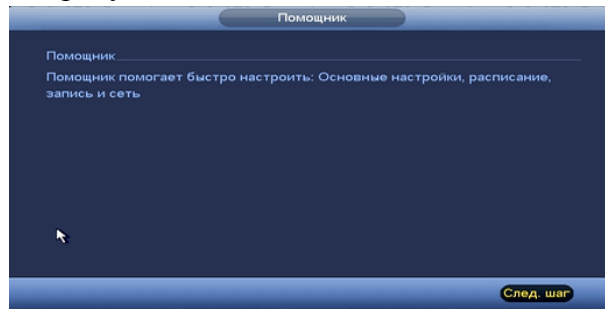 Помощник
Помощник
Помощник помогает быстро настроить: Основные настройки, расписание,
запись и сеть
След. шаг